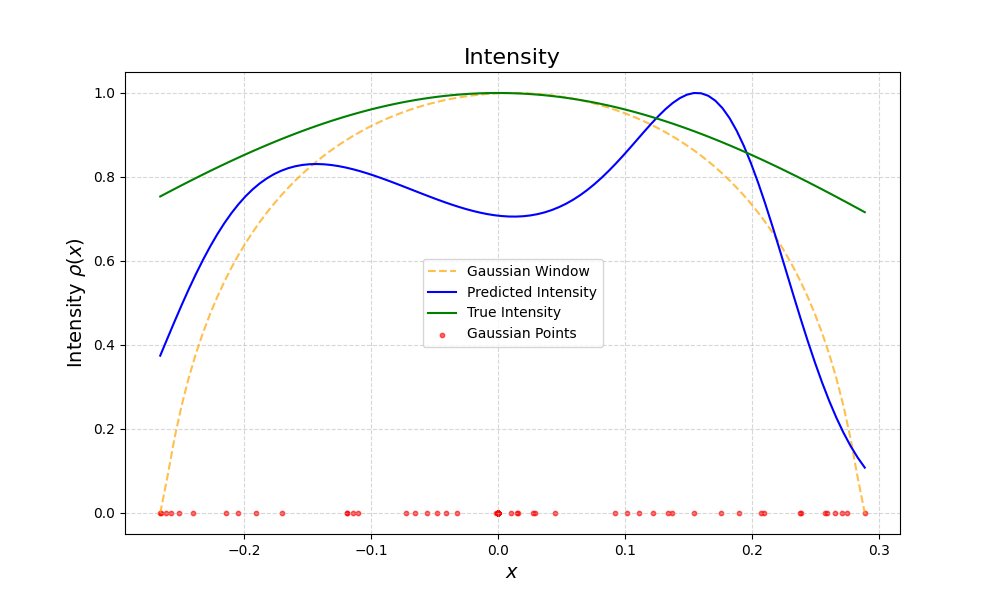 Intensity
Intensity ρ(x)
1.0
0.8
0.6
0.4
0.2
0.0
Gaussian Window
Predicted Intensity
True Intensity
Gaussian Points
−0.2
−0.1
0.0
0.1
0.2
0.3
x